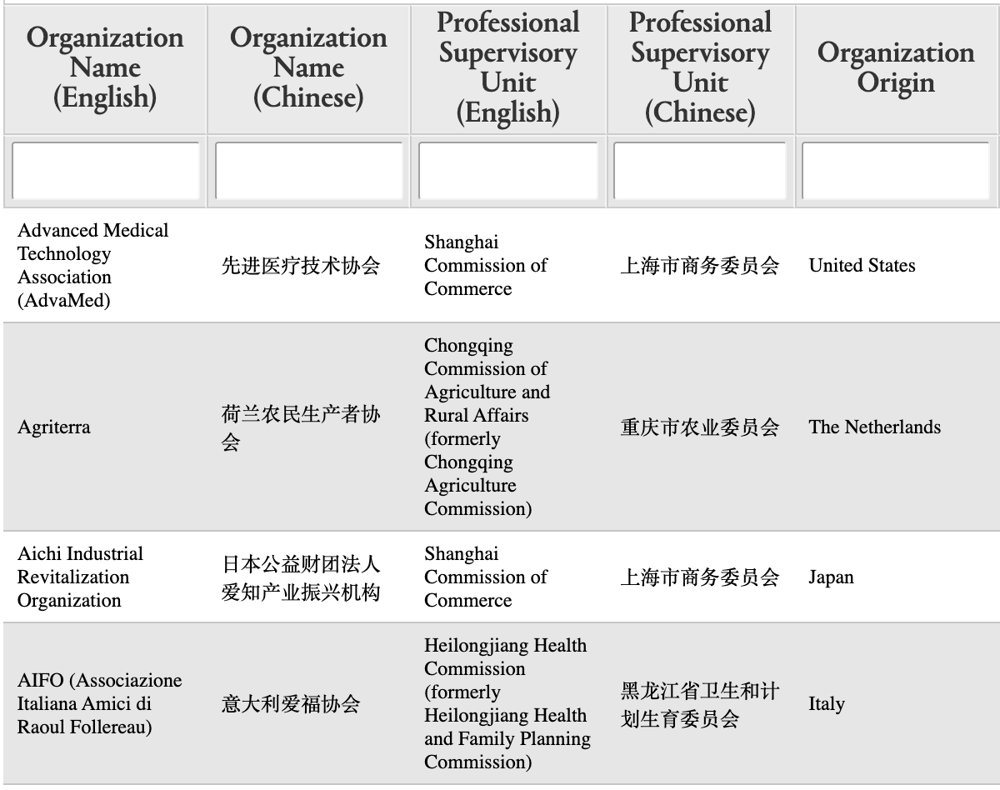 Organization
Name
(English)
Organization
Name
(Chinese)
Professional
Supervisory
Unit
(English)
Professional
Supervisory
Unit
(Chinese)
Organization
Origin
Advanced Medical
Technology
Association
(AdvaMed)
先进医疗技术协会
Shanghai
Commission of
Commerce
上海市商务委员会
United States
Agriterra
荷兰农民生产者协
会
Chongqing
Commission of
Agriculture and
Rural Affairs
(formerly
Chongqing
Agriculture
Commission)
重庆市农业委员会
The Netherlands
Aichi Industrial
Revitalization
Organization
日本公益财团法人
爱知产业振兴机构
Shanghai
Commission of
Commerce
上海市商务委员会
Japan
AIFO (Associazione
Italiana Amici di
Raoul Follereau)
意大利爱福协会
Heilongjiang Health
Commission
(formerly
Heilongjiang Health
and Family Planning
Commission)
黑龙江省卫生和计
划生育委员会
Italy